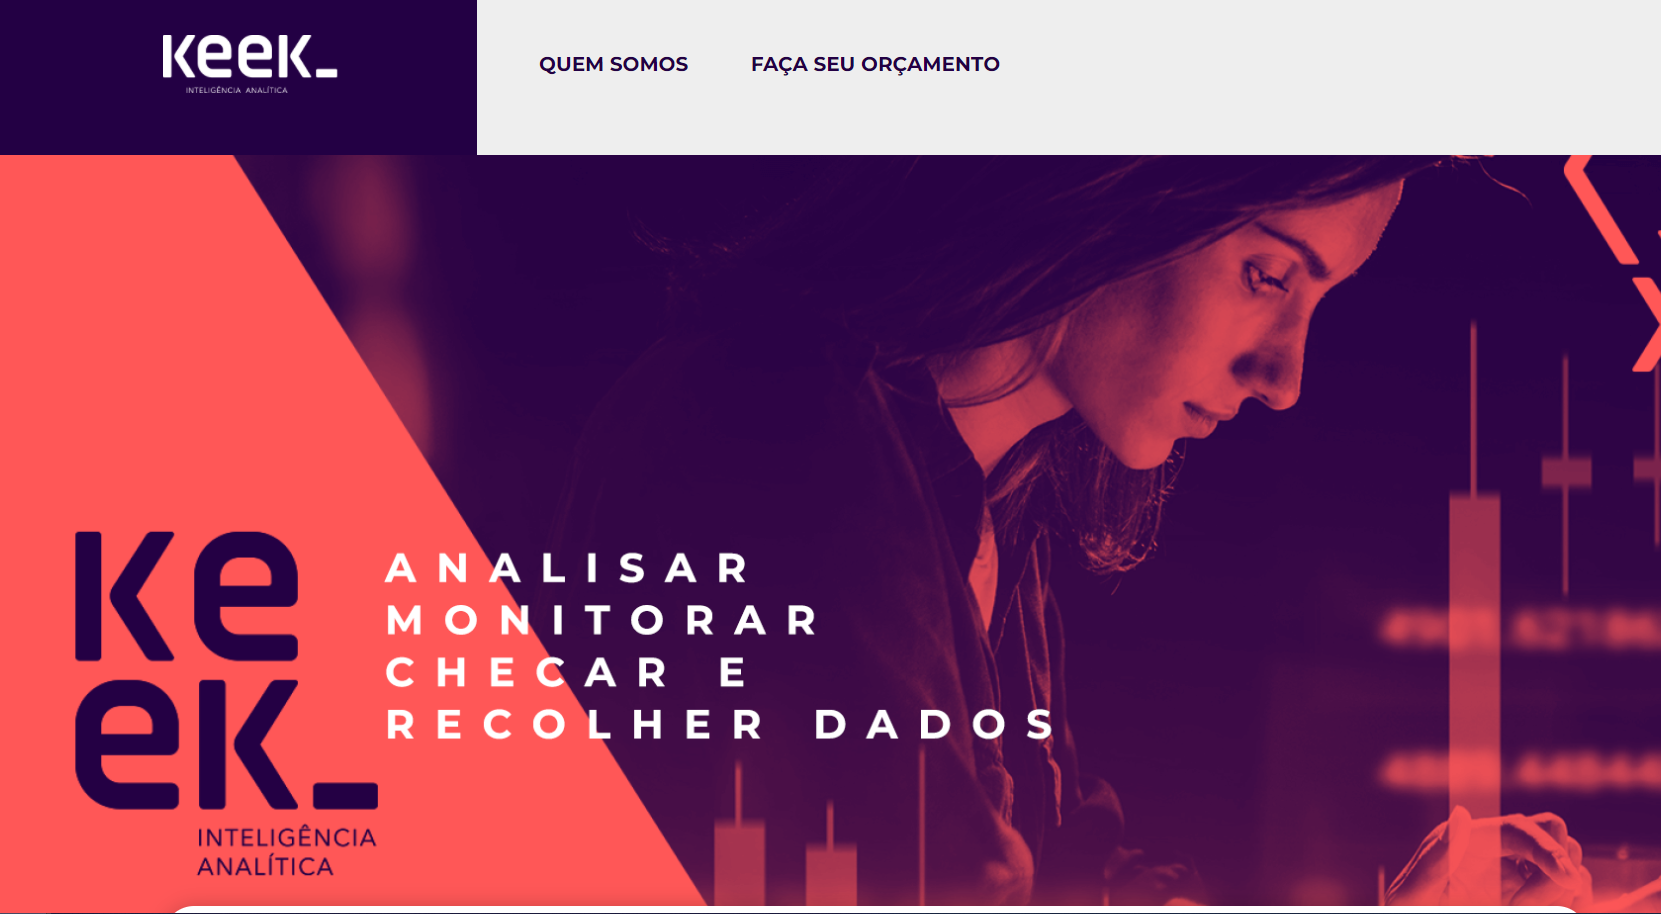 Keek_
INTELIGÊNCIA ANALÍTICA
QUEM SOMOS
FAÇA SEU ORÇAMENTO
Ke
eK_
INTELIGÊNCIA
ANALÍTICA
ANALISAR
MONITORAR
CHECAR E
RECOLHER DADOS